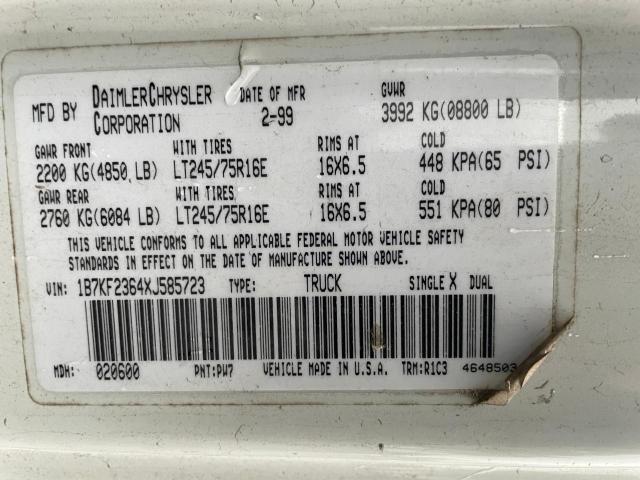 MFD BY DAIMLERCHRYSLER CORPORATION DATE OF MFR 2-99 GVWR 3992 KG(08800 LB)
GAWR FRONT WITH TIRES RIMS AT COLD
2200 KG(4850 LB) LT245/75R16E 16X6.5 448 KPA(65 PSI)
GAWR REAR WITH TIRES RIMS AT COLD
2760 KG(6084 LB) LT245/75R16E 16X6.5 551 KPA(80 PSI)
THIS VEHICLE CONFORMS TO ALL APPLICABLE FEDERAL MOTOR VEHICLE SAFETY
STANDARDS IN EFFECT ON THE DATE OF MANUFACTURE SHOWN ABOVE.
VIN: 1B7KF2364XJ585723 TYPE: TRUCK SINGLE X DUAL
MDH: 020600 PNT:PW7 VEHICLE MADE IN U.S.A. TRM:R1C3 4648503